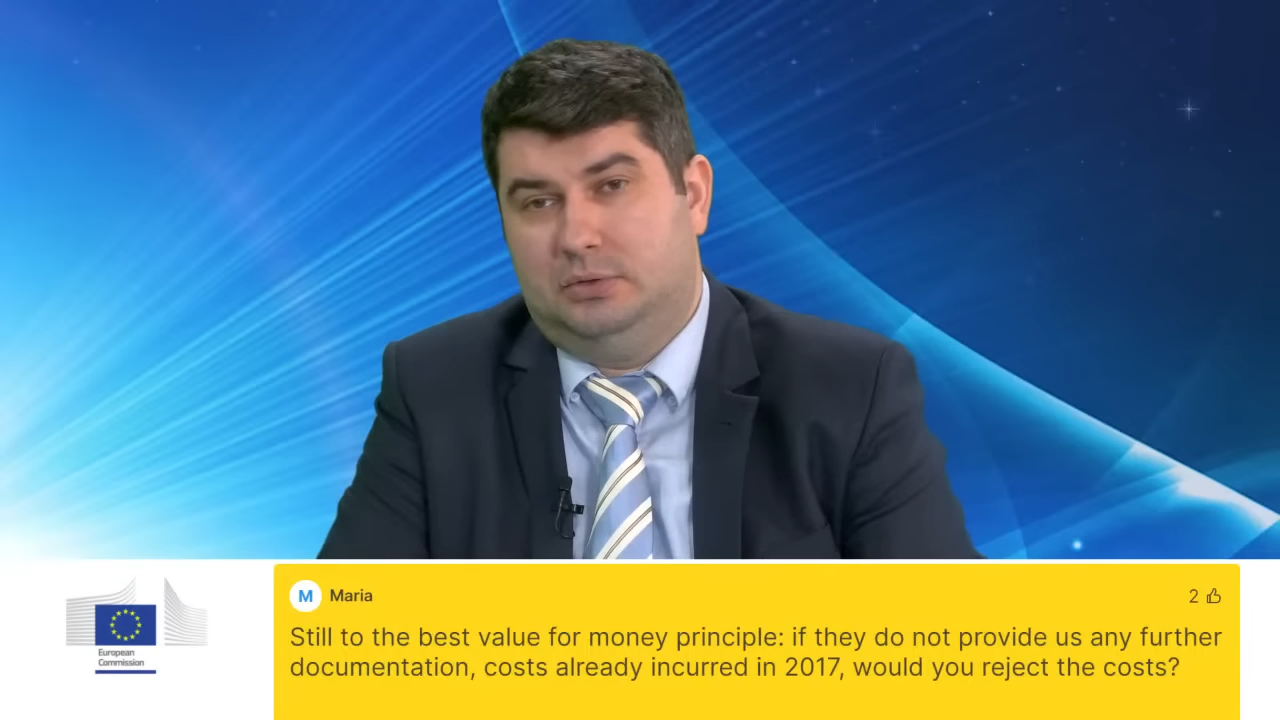 M
Maria
2
Still to the best value for money principle: if they do not provide us any further
documentation, costs already incurred in 2017, would you reject the costs?
European
Commission